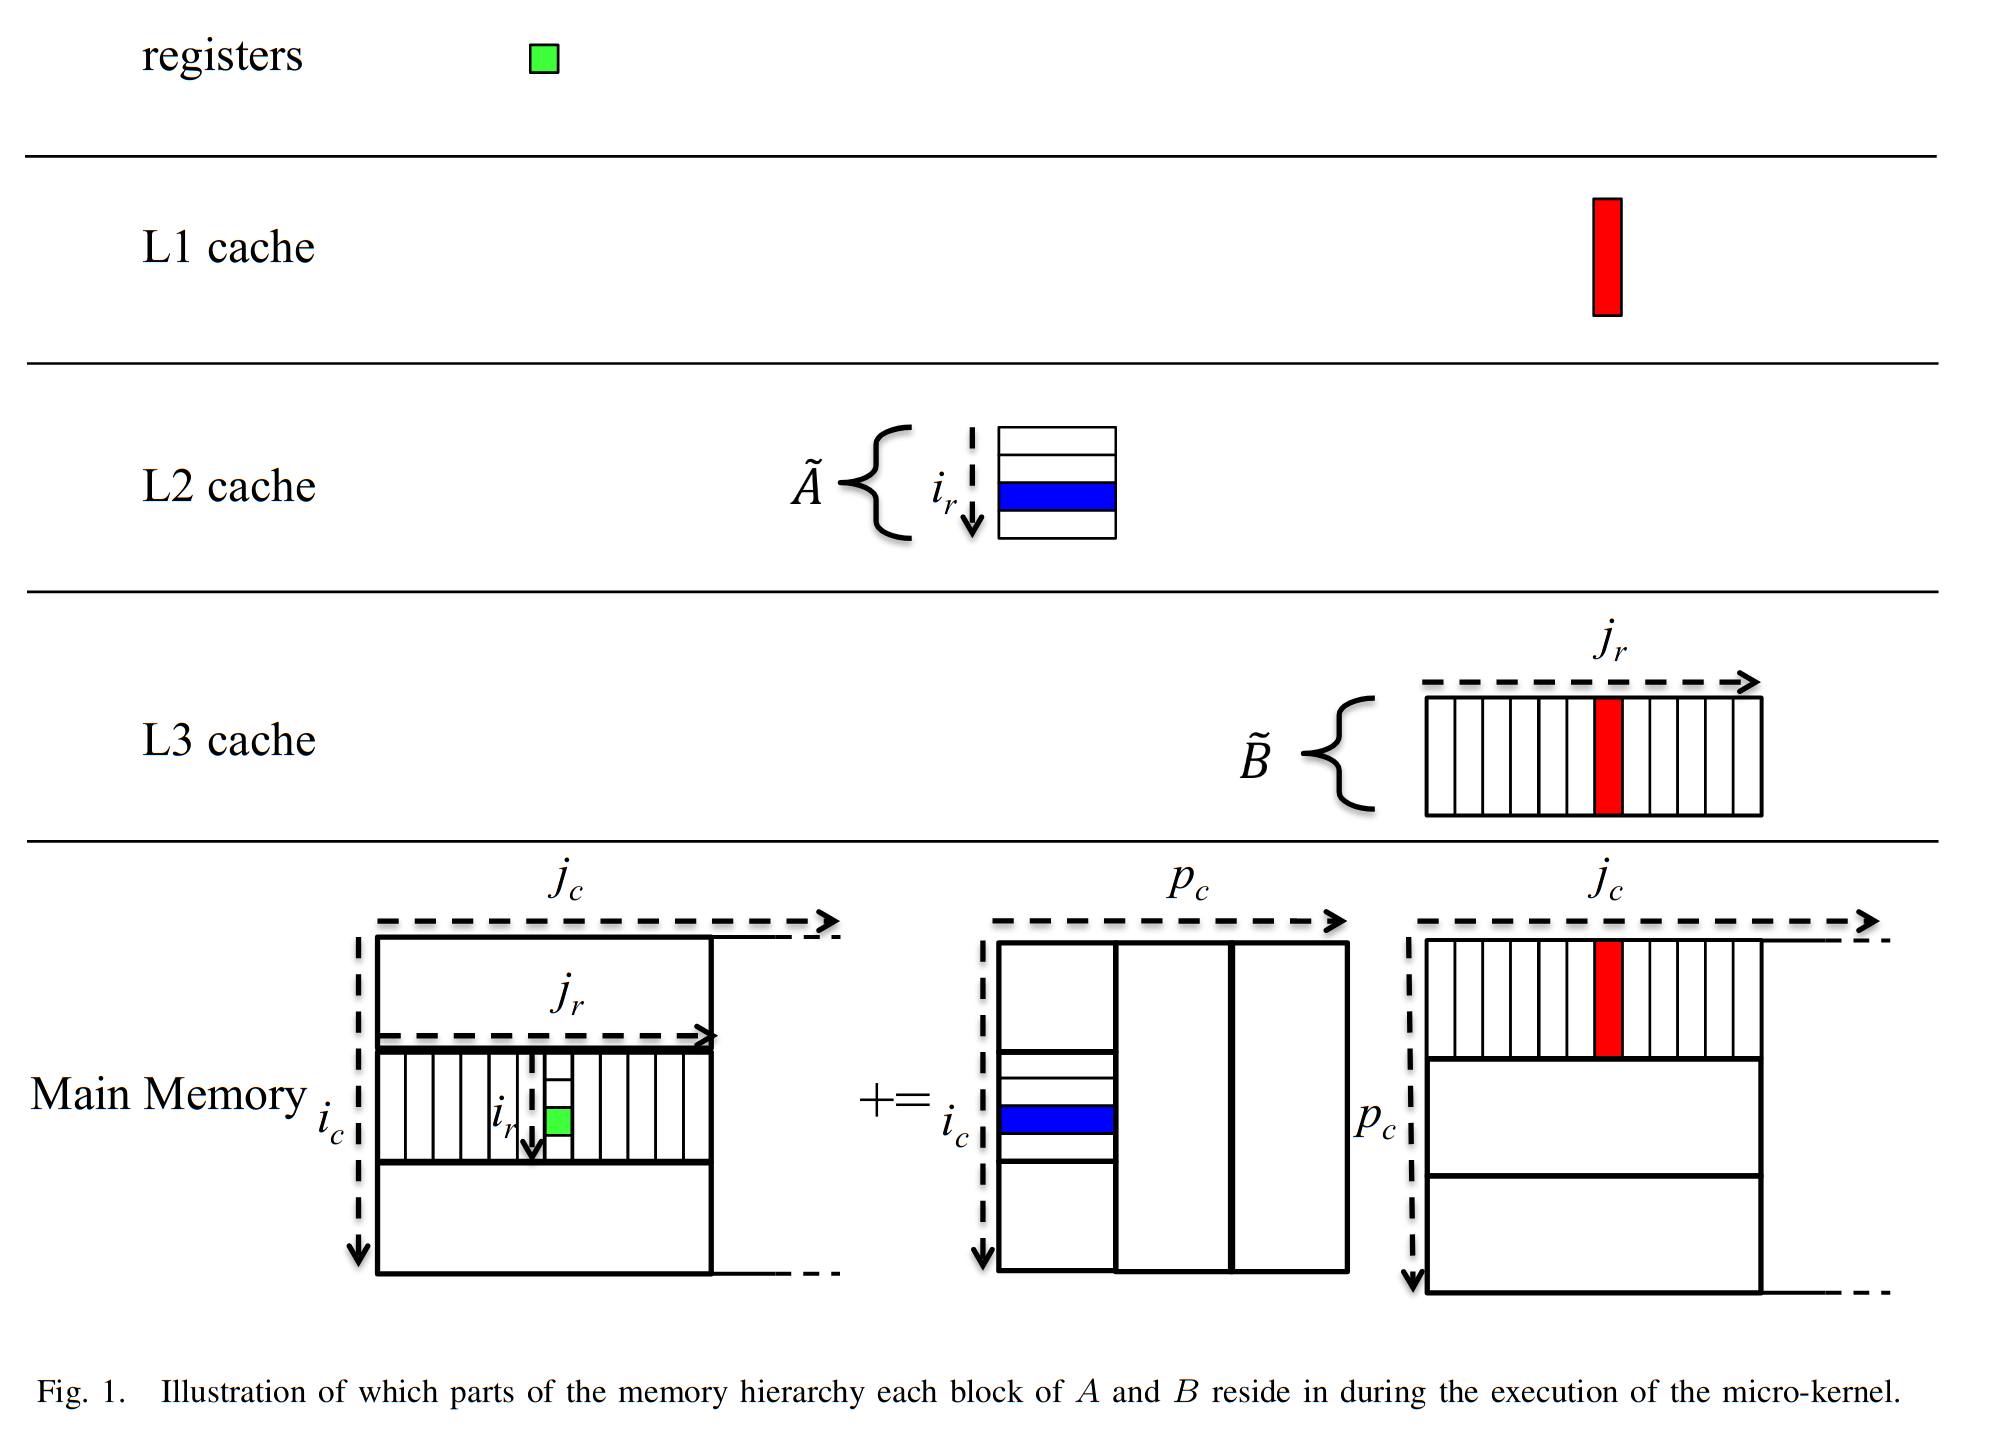 registers
L1 cache
L2 cache
Ã
i_r
L3 cache
B̃
j_r
Main Memory
j_c
i_c
j_r
i_r
+=
p_c
i_c
j_c
p_c
Fig. 1. Illustration of which parts of the memory hierarchy each block of A and B reside in during the execution of the micro-kernel.